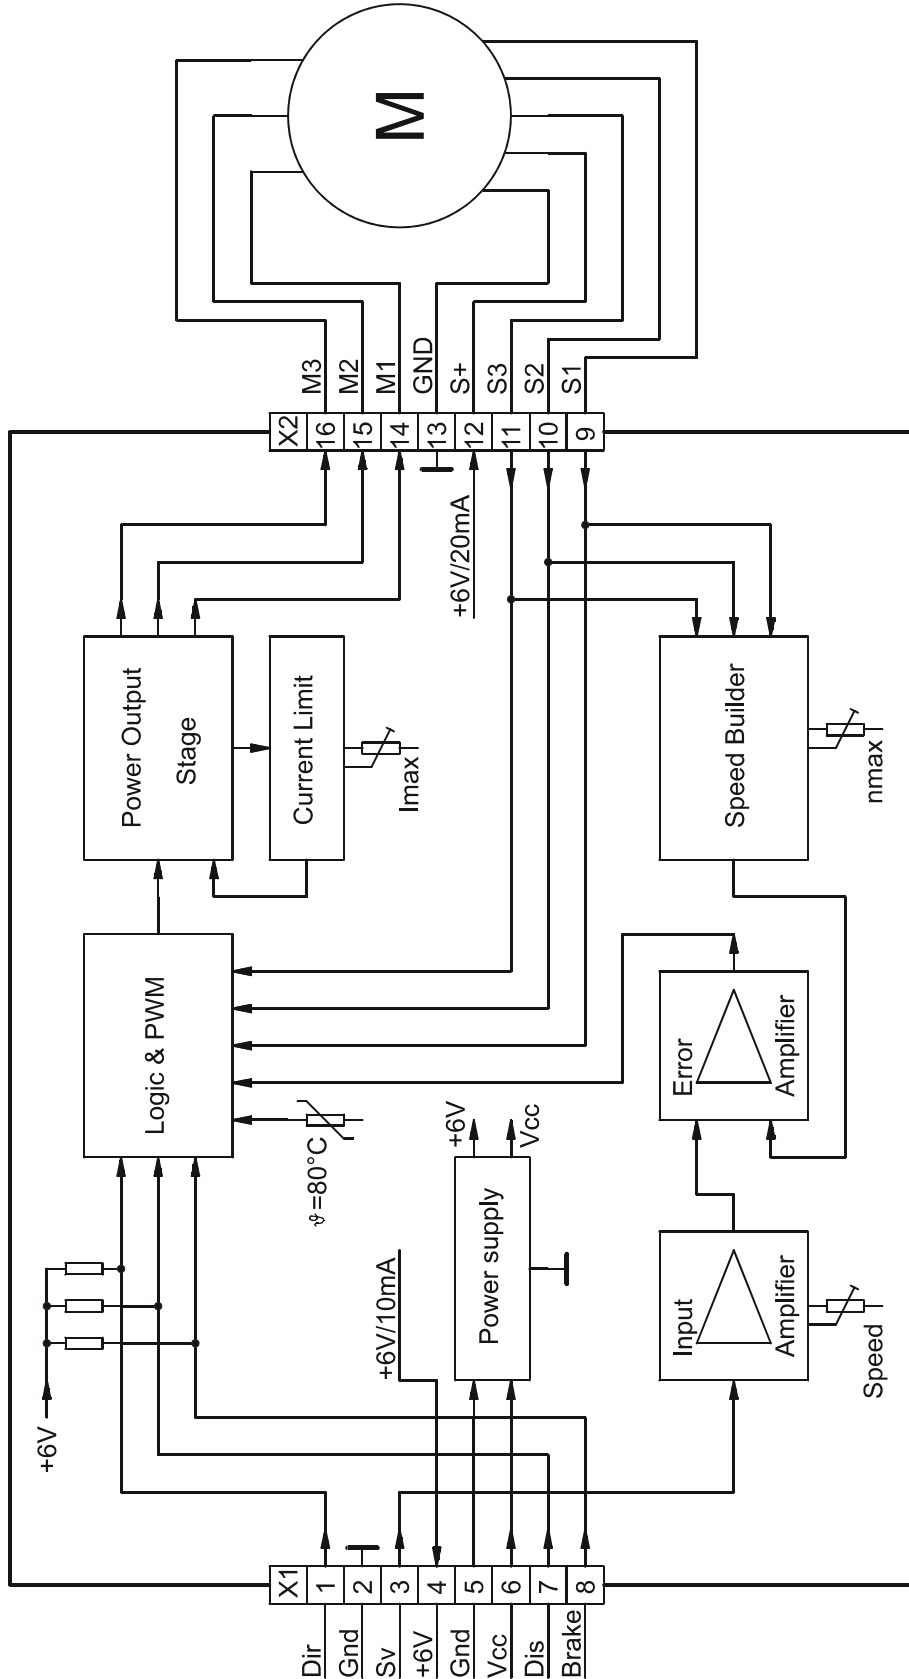 +6V
Power Output
Stage
Logic & PWM
Current Limit
Imax
ϑ=80°C
X1
Dir
1
Gnd
2
Sv
3
+6V
4
Gnd
5
Vcc
6
Dis
7
Brake
8
+6V/10mA
Power supply
+6V
Vcc
+6V/20mA
X2
16
M3
15
M2
14
M1
13
GND
12
S+
11
S3
10
S2
9
S1
M
Input
Amplifier
Speed
Error
Amplifier
Speed Builder
nmax